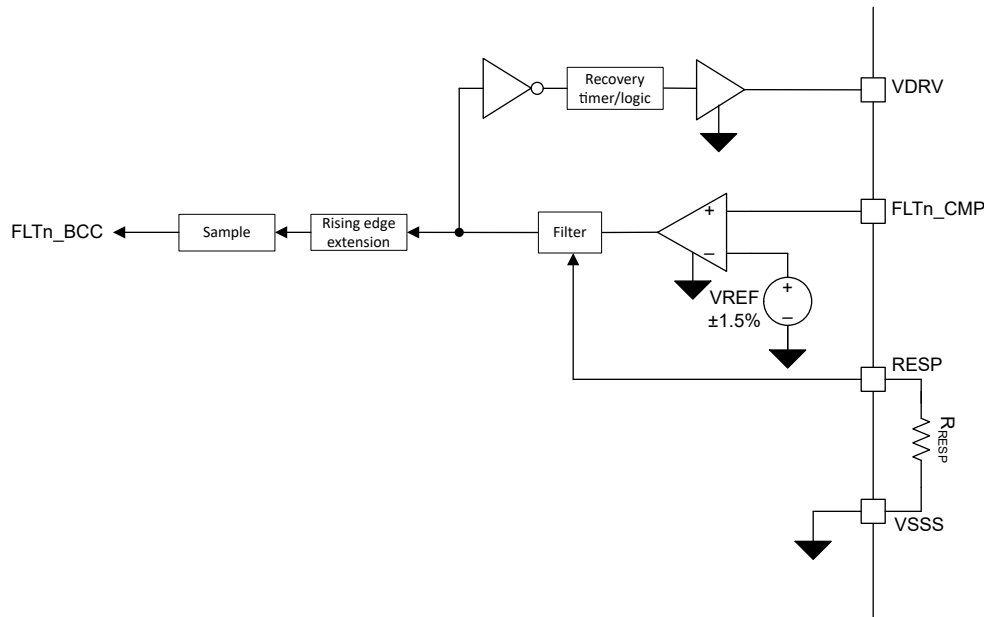 Recovery
timer/logic
VDRV
FLTn_CMP
+
−
FLTn_BCC
Sample
Rising edge
extension
Filter
VREF
±1.5%
+
−
RESP
RRESP
VSSS